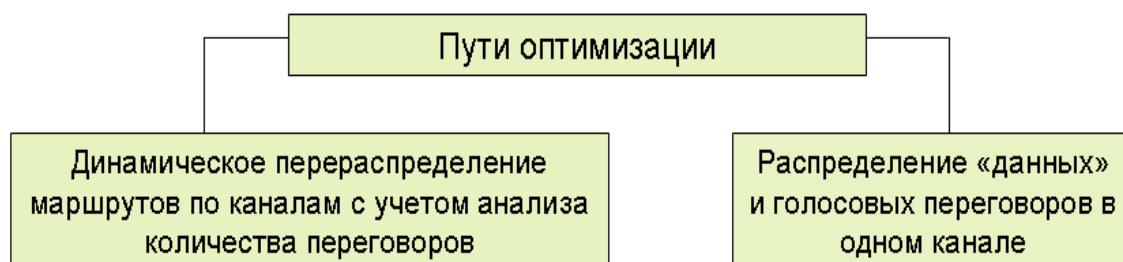 Пути оптимизации
Динамическое перераспределение
маршрутов по каналам с учетом анализа
количества переговоров
Распределение «данных»
и голосовых переговоров в
одном канале